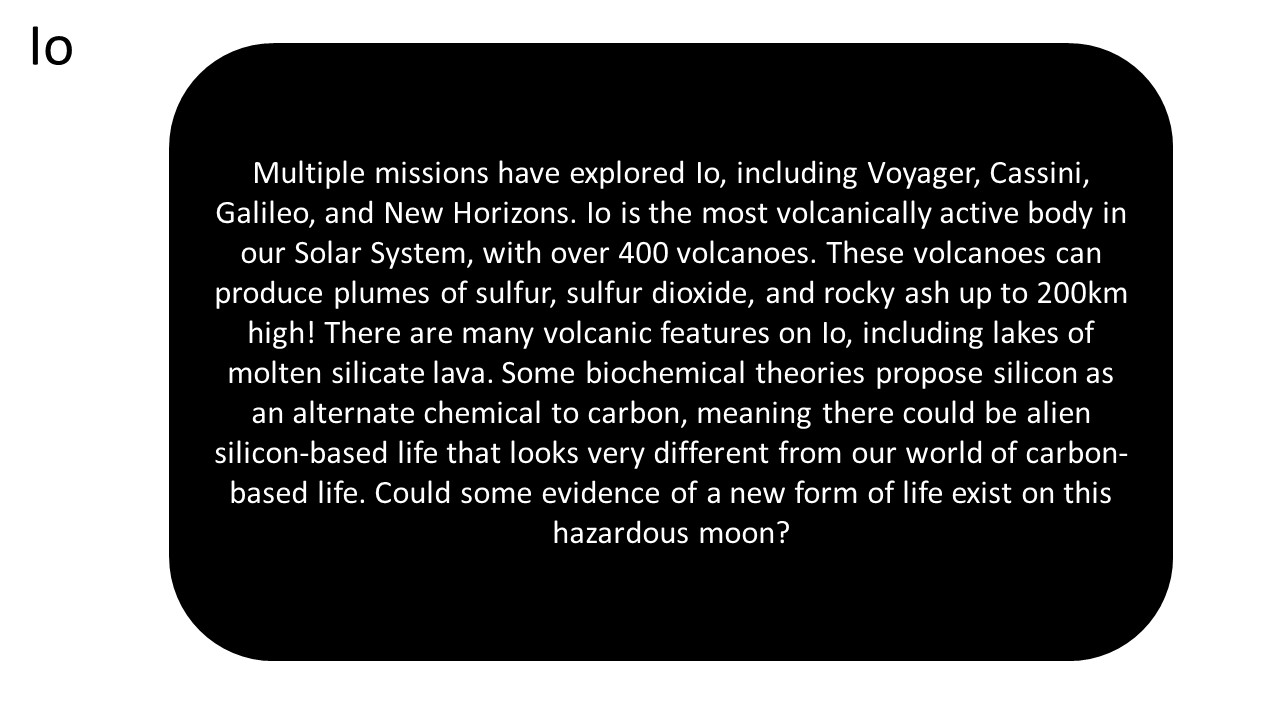 Io
Multiple missions have explored Io, including Voyager, Cassini,
Galileo, and New Horizons. Io is the most volcanically active body in
our Solar System, with over 400 volcanoes. These volcanoes can
produce plumes of sulfur, sulfur dioxide, and rocky ash up to 200km
high! There are many volcanic features on Io, including lakes of
molten silicate lava. Some biochemical theories propose silicon as
an alternate chemical to carbon, meaning there could be alien
silicon-based life that looks very different from our world of carbon-
based life. Could some evidence of a new form of life exist on this
hazardous moon?